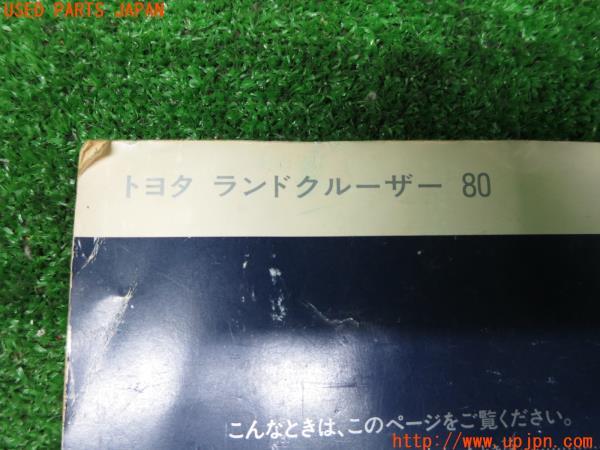 USED PARTS JAPAN
トヨタ ランドクルーザー 80
こんなときは、このページをご覧ください。
http://www.upjpn.com/